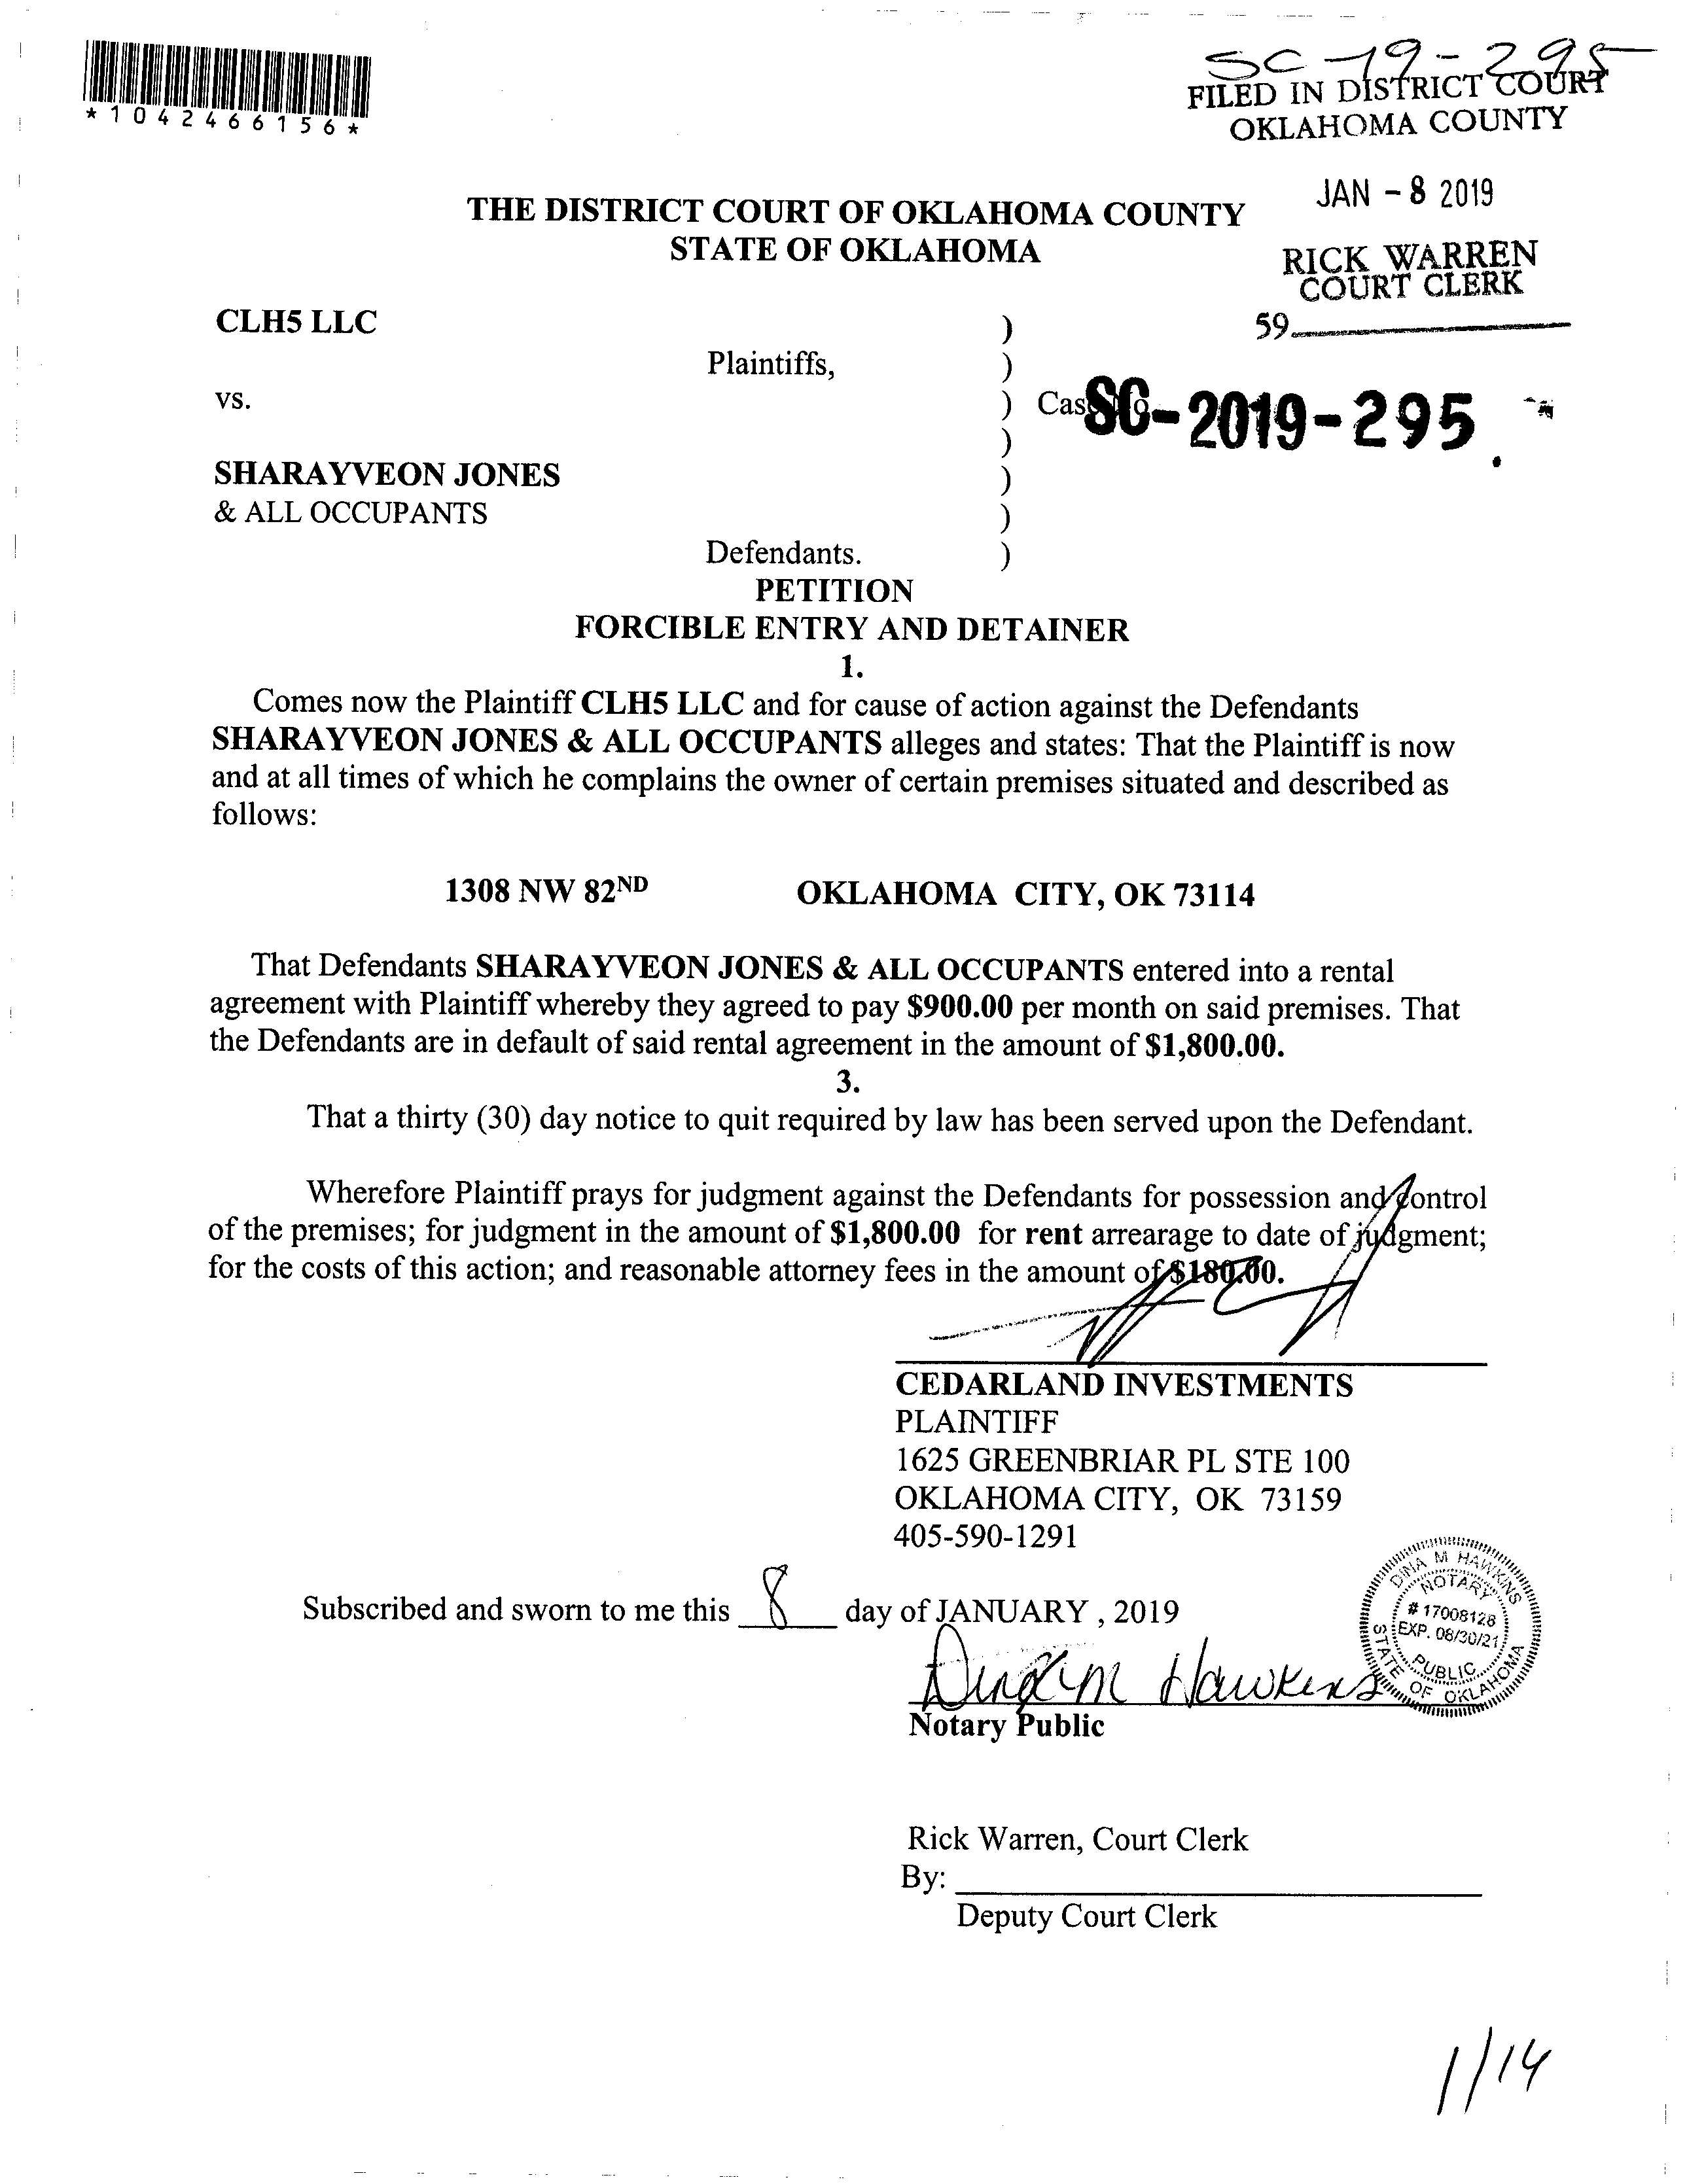 SC-19-295
*1042466156*
FILED IN DISTRICT COURT
OKLAHOMA COUNTY
JAN - 8 2019
THE DISTRICT COURT OF OKLAHOMA COUNTY
STATE OF OKLAHOMA
RICK WARREN
COURT CLERK
59
CLH5 LLC )
Plaintiffs, )
vs. ) Case No. SC-2019-295
)
SHARAYVEON JONES )
& ALL OCCUPANTS )
Defendants. )
PETITION
FORCIBLE ENTRY AND DETAINER
1.
Comes now the Plaintiff CLH5 LLC and for cause of action against the Defendants
SHARAYVEON JONES & ALL OCCUPANTS alleges and states: That the Plaintiff is now
and at all times of which he complains the owner of certain premises situated and described as
follows:
1308 NW 82ND OKLAHOMA CITY, OK 73114
That Defendants SHARAYVEON JONES & ALL OCCUPANTS entered into a rental
agreement with Plaintiff whereby they agreed to pay $900.00 per month on said premises. That
the Defendants are in default of said rental agreement in the amount of $1,800.00.
3.
That a thirty (30) day notice to quit required by law has been served upon the Defendant.
Wherefore Plaintiff prays for judgment against the Defendants for possession and control
of the premises; for judgment in the amount of $1,800.00 for rent arrearage to date of judgment;
for the costs of this action; and reasonable attorney fees in the amount of $180.00.
CEDARLAND INVESTMENTS
PLAINTIFF
1625 GREENBRIAR PL STE 100
OKLAHOMA CITY, OK 73159
405-590-1291
Subscribed and sworn to me this 8 day of JANUARY , 2019
Dina M Hawkins
Notary Public
DINA M HAWKINS
NOTARY
# 17008128
EXP. 08/30/21
PUBLIC
STATE OF OKLAHOMA
Rick Warren, Court Clerk
By:
Deputy Court Clerk
1/14